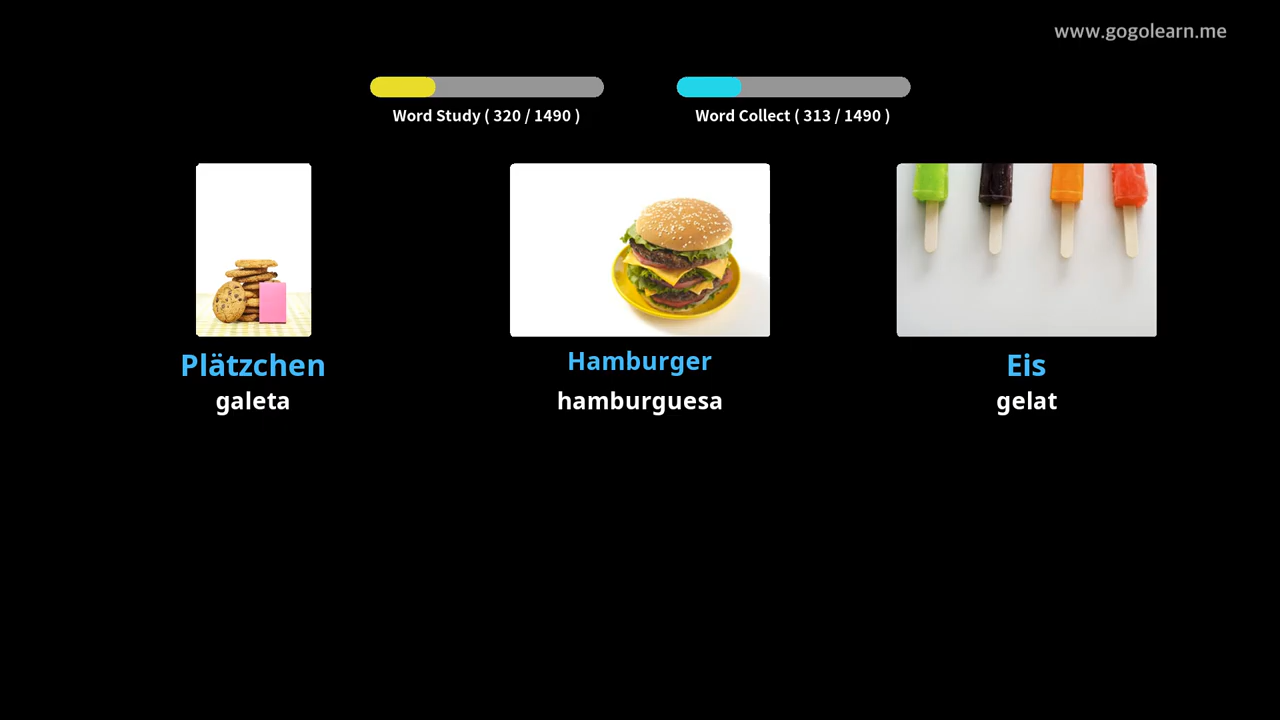 www.gogolearn.me
Word Study ( 320 / 1490 )
Word Collect ( 313 / 1490 )
Plätzchen
galeta
Hamburger
hamburguesa
Eis
gelat